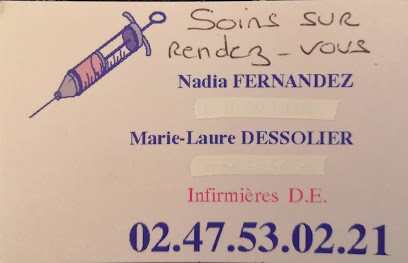 Soins SUR
Rendez-vous
Nadia FERNANDEZ
Marie-Laure DESSOLIER
Infirmières D.E.
02.47.53.02.21